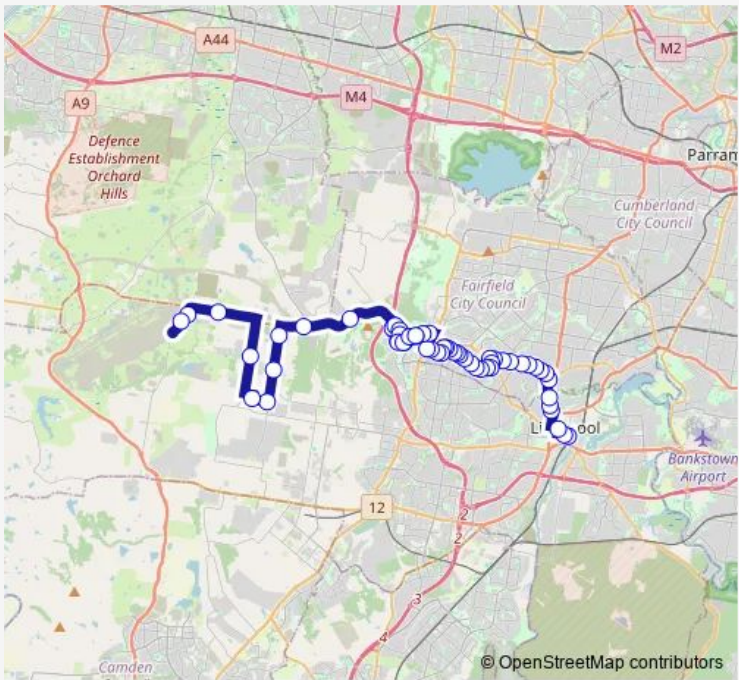 A44
M2
M4
A9
Defence
Establishment
Orchard
Hills
Parram
Cumberland
City Council
Fairfield
City Council
Li
ool
Bankstown
Airport
12
2
2
3
4
Camden
© OpenStreetMap contributors